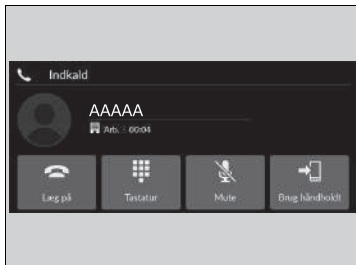 Indkald
AAAAA
Arb. | 00:04
Læg på
Tastatur
Mute
Brug håndholdt